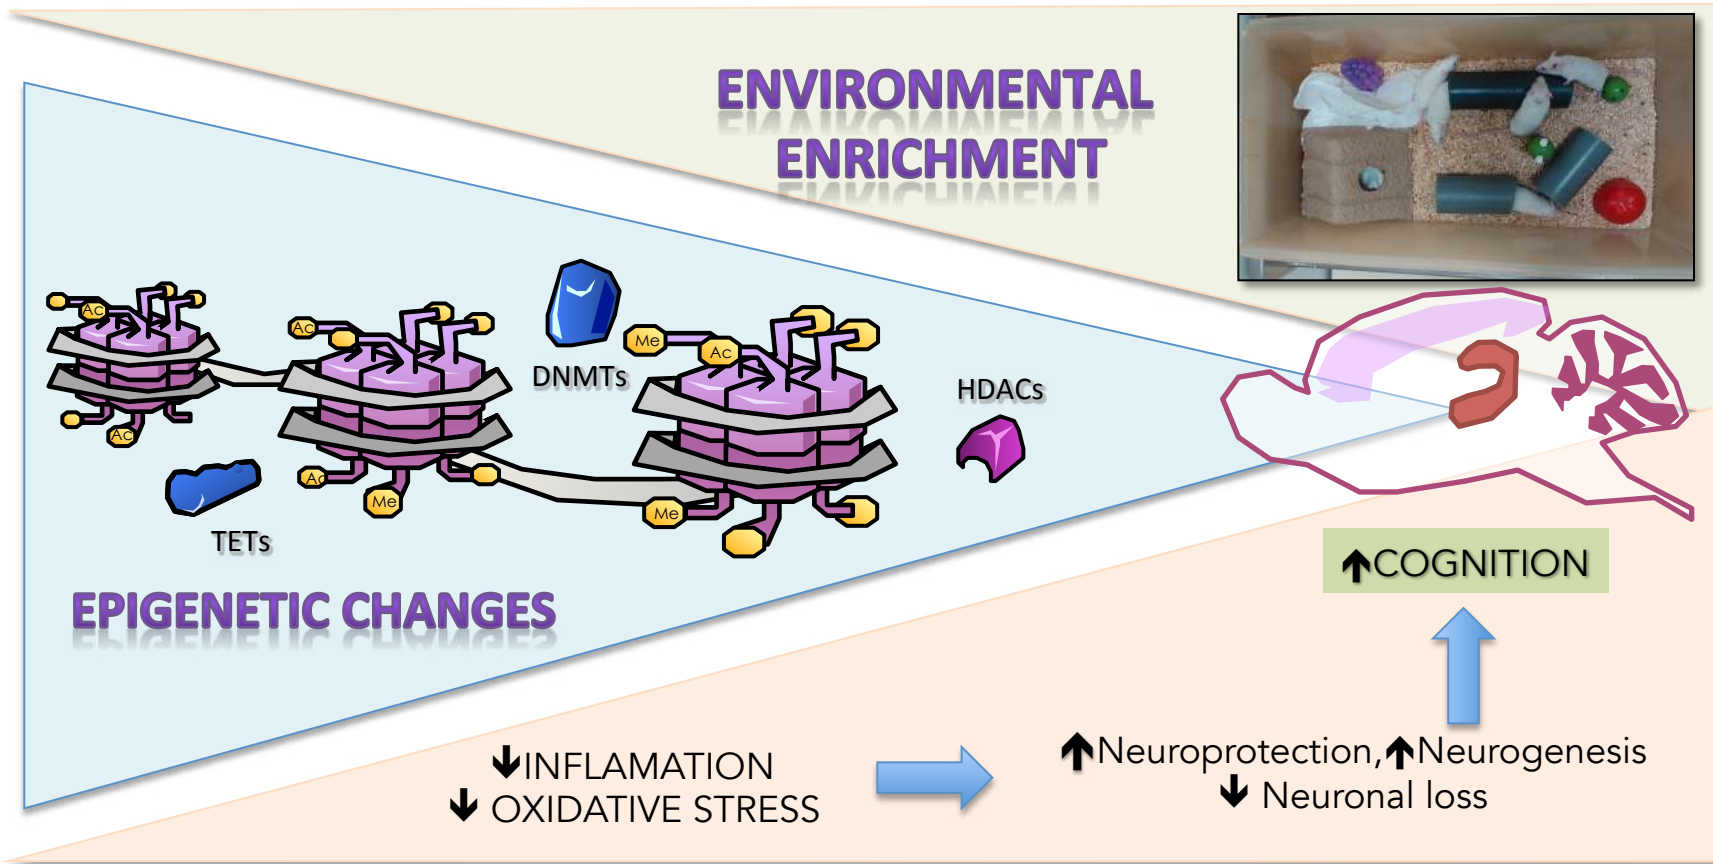 ENVIRONMENTAL
ENRICHMENT
Ac
Ac
Ac
Ac
Me
Me
Ac
Me
DNMTs
HDACs
TETs
EPIGENETIC CHANGES
↑COGNITION
↓INFLAMATION
↓ OXIDATIVE STRESS
↑Neuroprotection,↑Neurogenesis
↓ Neuronal loss